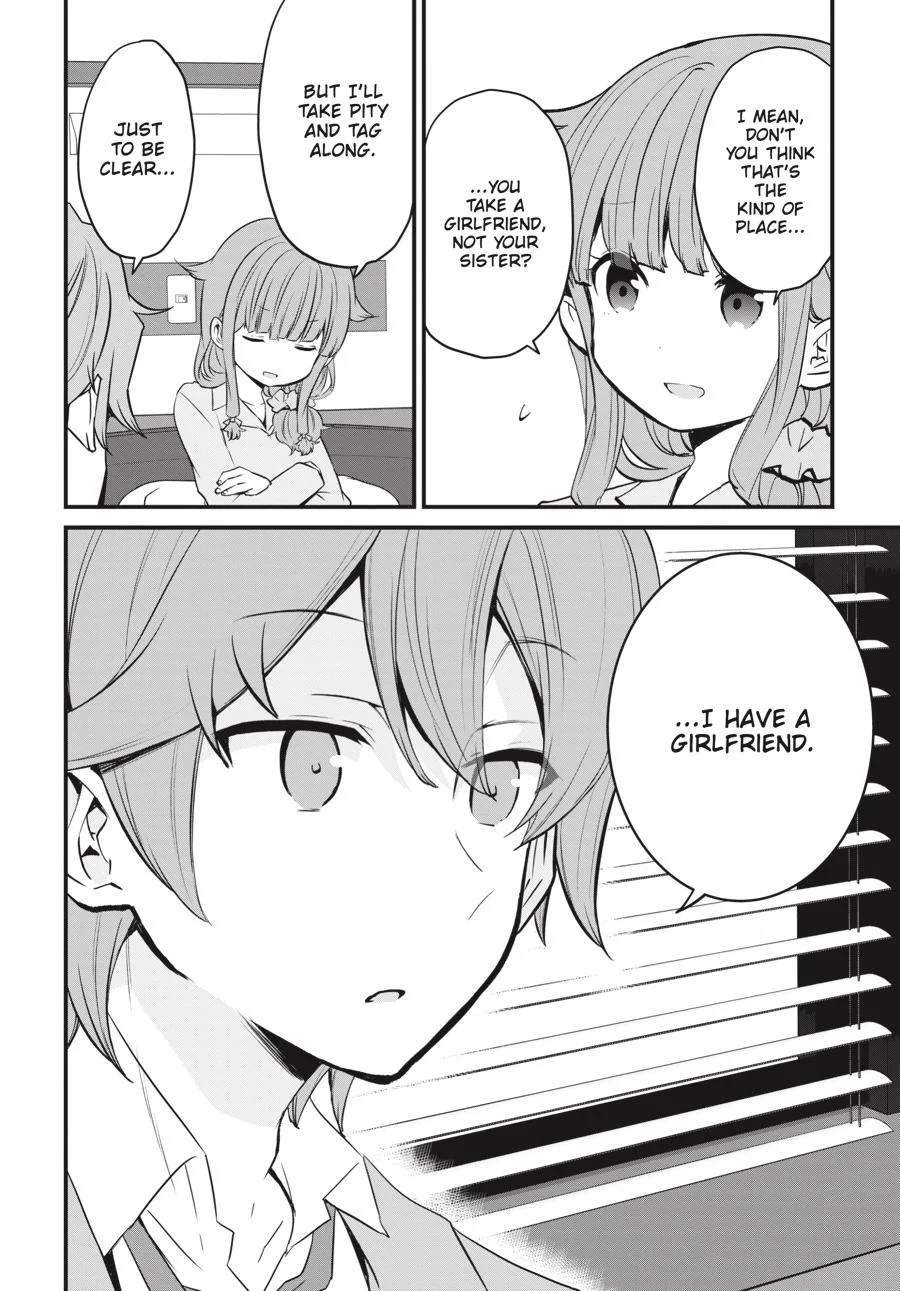 I MEAN,
DON'T
YOU THINK
THAT'S
THE
KIND OF
PLACE...
...YOU
TAKE A
GIRLFRIEND,
NOT YOUR
SISTER?
BUT I'LL
TAKE PITY
AND TAG
ALONG.
JUST
TO BE
CLEAR...
...I HAVE A
GIRLFRIEND.